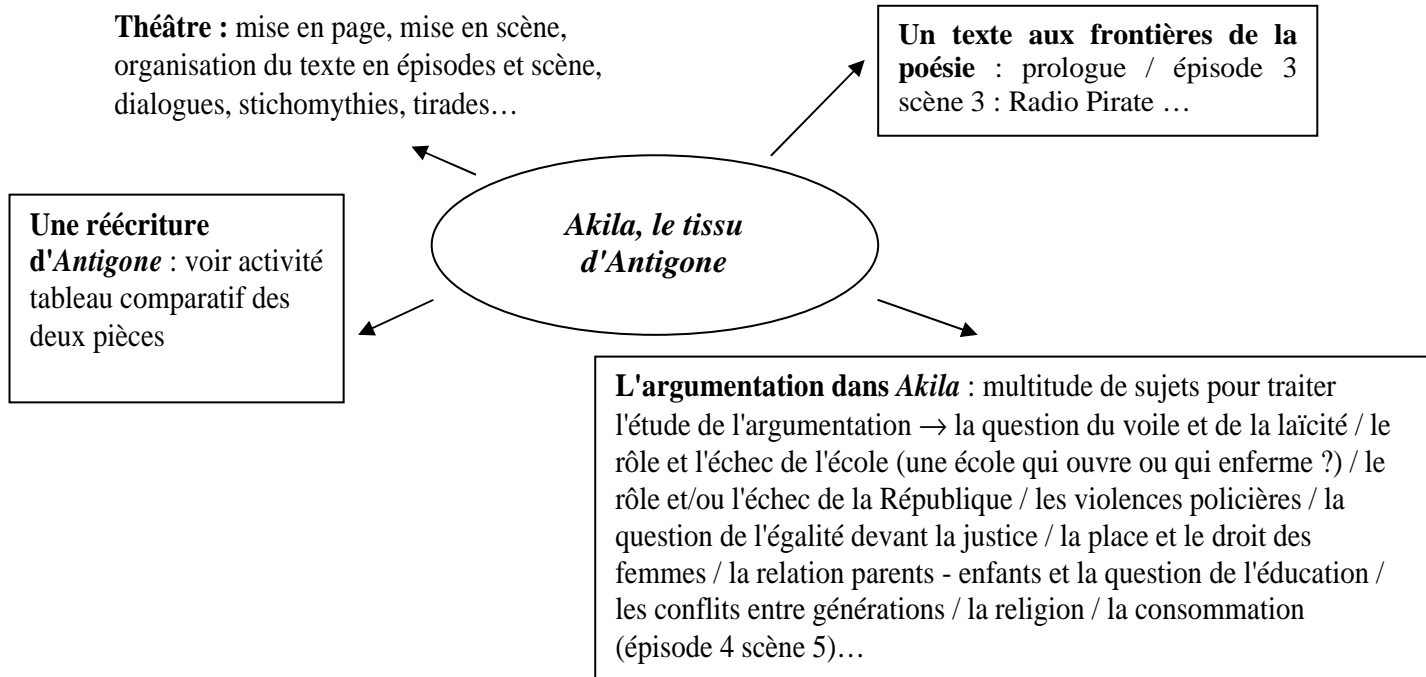 Théâtre : mise en page, mise en scène,
organisation du texte en épisodes et scène,
dialogues, stichomythies, tirades…
Un texte aux frontières de la
poésie : prologue / épisode 3
scène 3 : Radio Pirate …
Akila, le tissu
d'Antigone
Une réécriture
d'Antigone : voir activité
tableau comparatif des
deux pièces
L'argumentation dans Akila : multitude de sujets pour traiter
l'étude de l'argumentation → la question du voile et de la laïcité / le
rôle et l'échec de l'école (une école qui ouvre ou qui enferme ?) / le
rôle et/ou l'échec de la République / les violences policières / la
question de l'égalité devant la justice / la place et le droit des
femmes / la relation parents - enfants et la question de l'éducation /
les conflits entre générations / la religion / la consommation
(épisode 4 scène 5)…